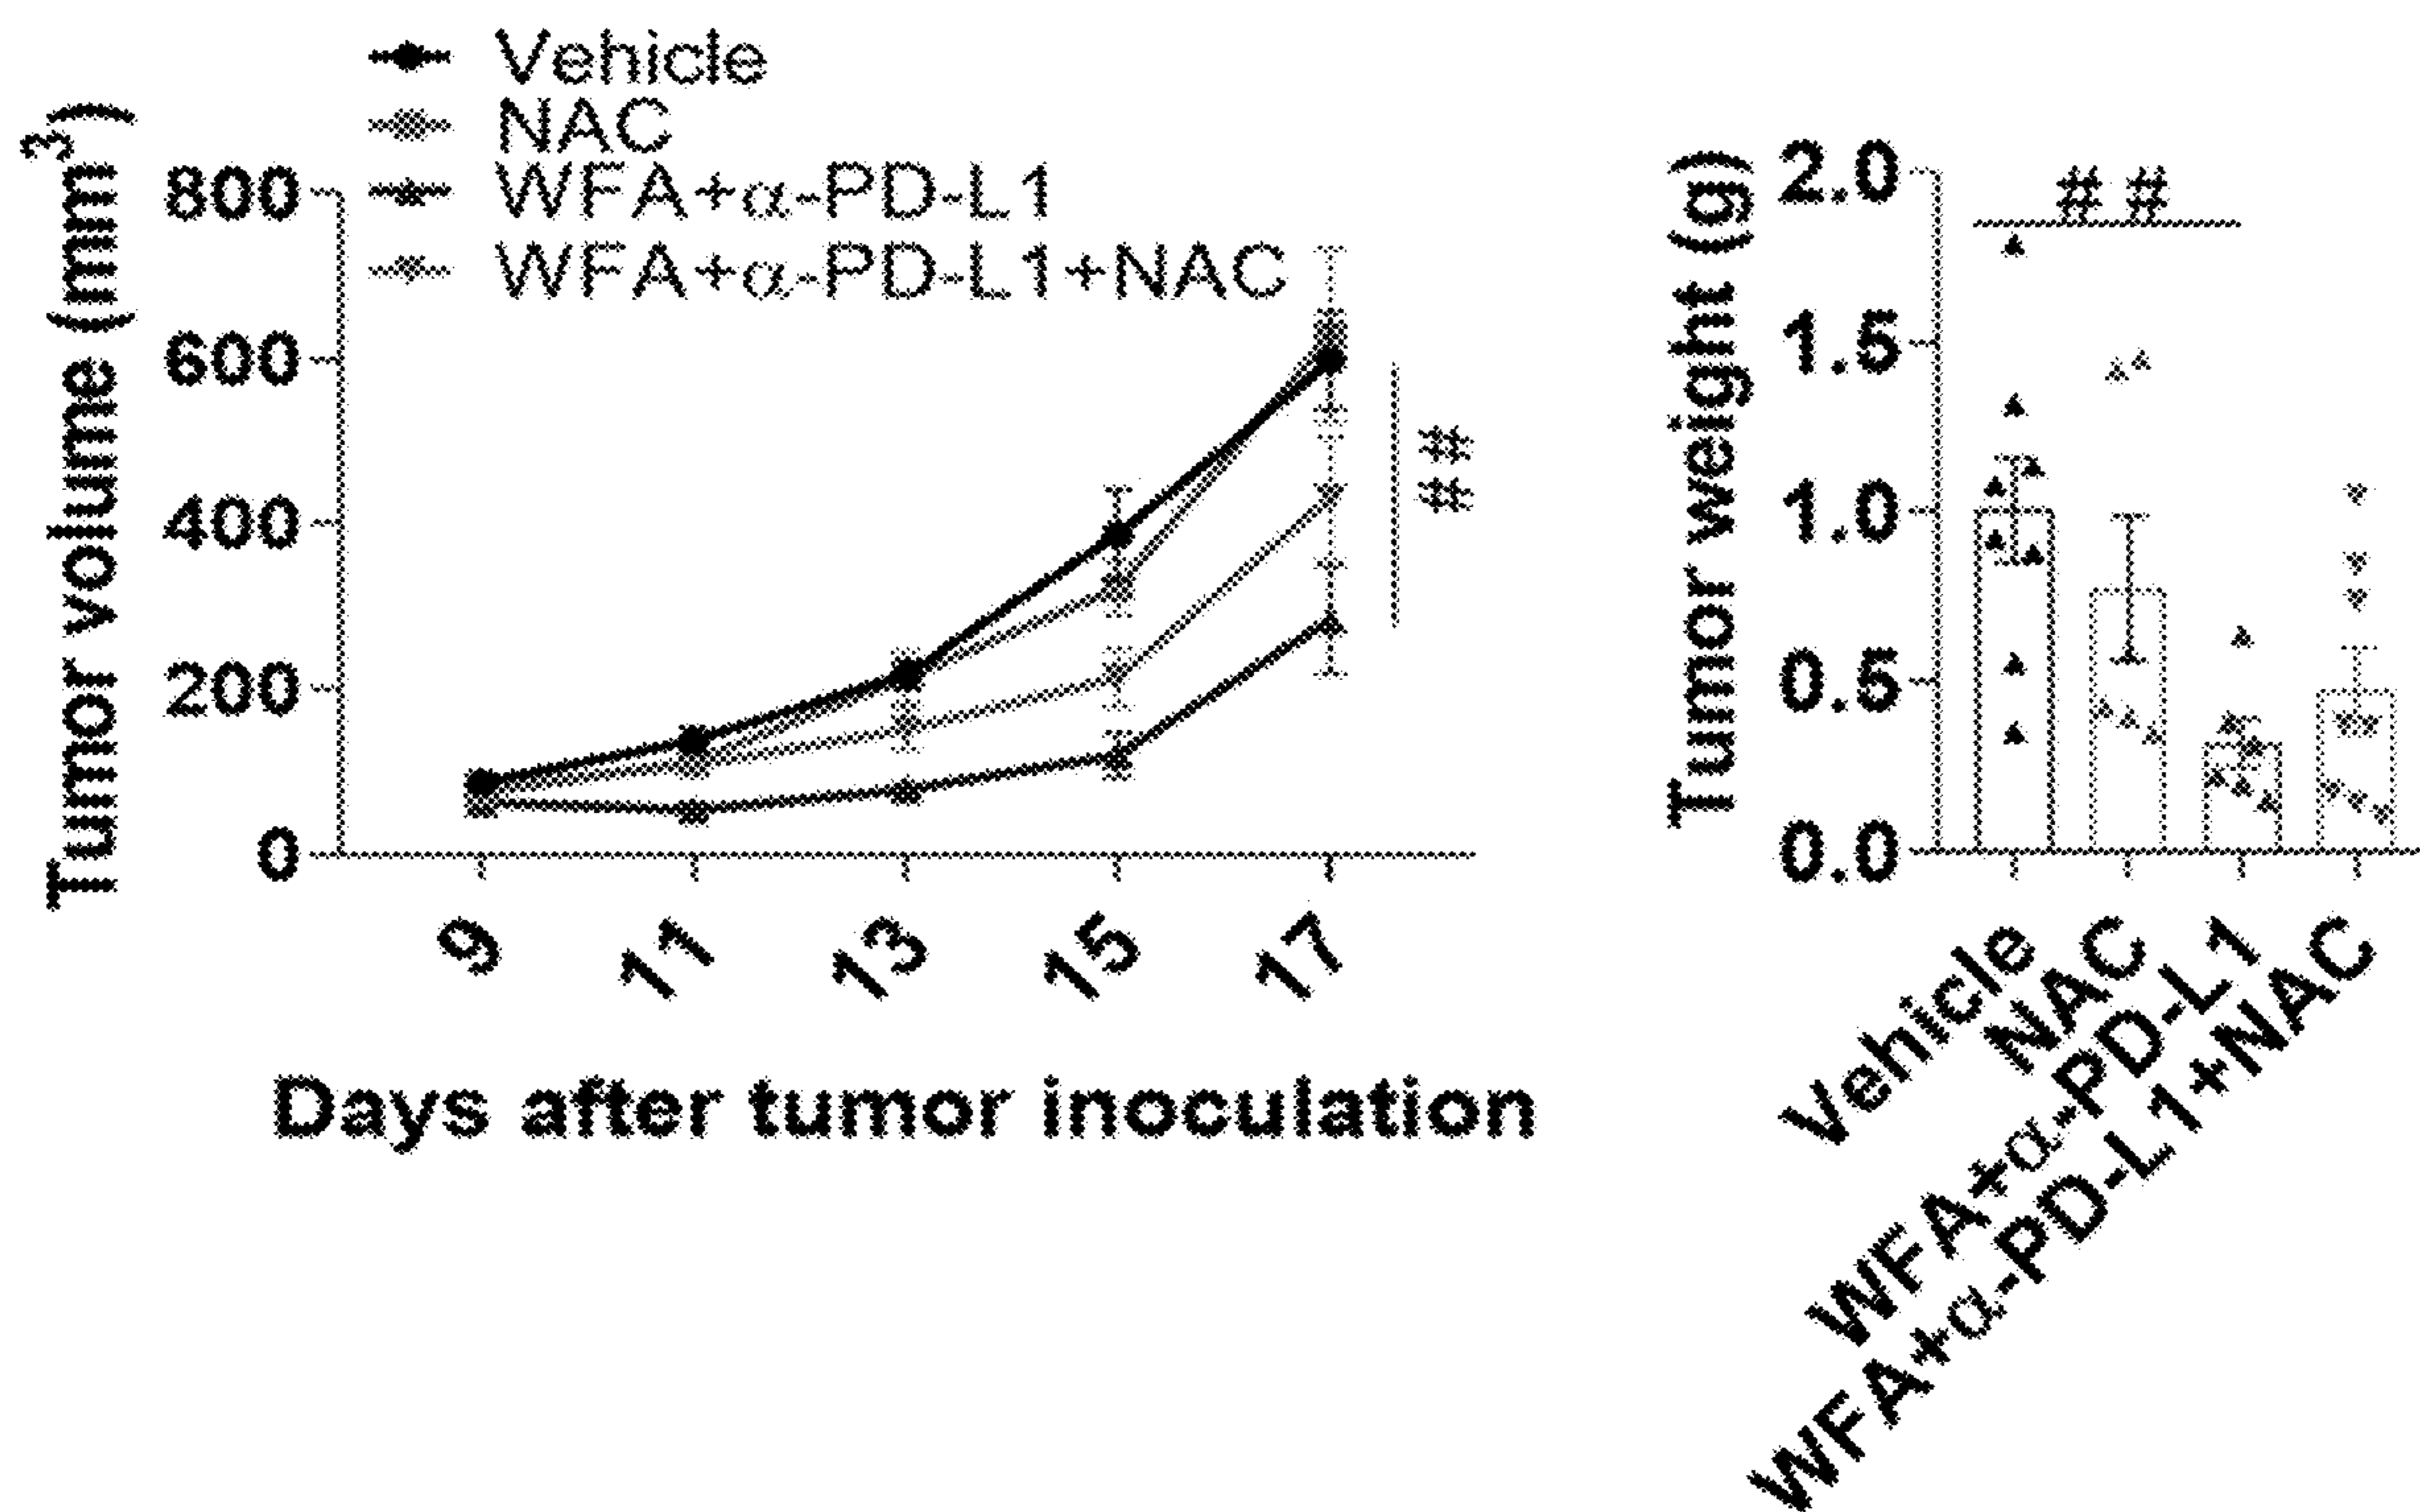 Vehicle
NAC
WFA+α-PD-L1
WFA+α-PD-L1+NAC
Tumor volume (mm³)
800
600
400
200
0
9
11
13
15
17
Days after tumor inoculation
#
#
Tumor weight (g)
2.0
1.5
1.0
0.5
0.0
# #
Vehicle
NAC
WFA+α-PD-L1
WFA+α-PD-L1+NAC